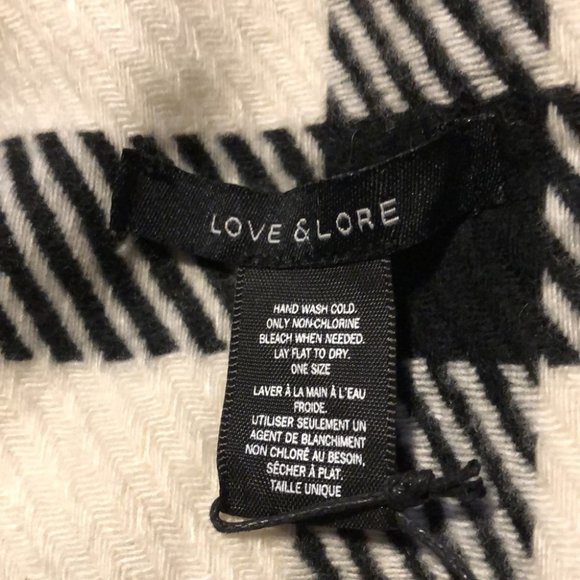 LOVE & LORE
HAND WASH COLD.
ONLY NON-CHLORINE
BLEACH WHEN NEEDED.
LAY FLAT TO DRY.
ONE SIZE
LAVER À LA MAIN À L'EAU
FROIDE.
UTILISER SEULEMENT UN
AGENT DE BLANCHIMENT
NON CHLORÉ AU BESOIN,
SÉCHER À PLAT.
TAILLE UNIQUE